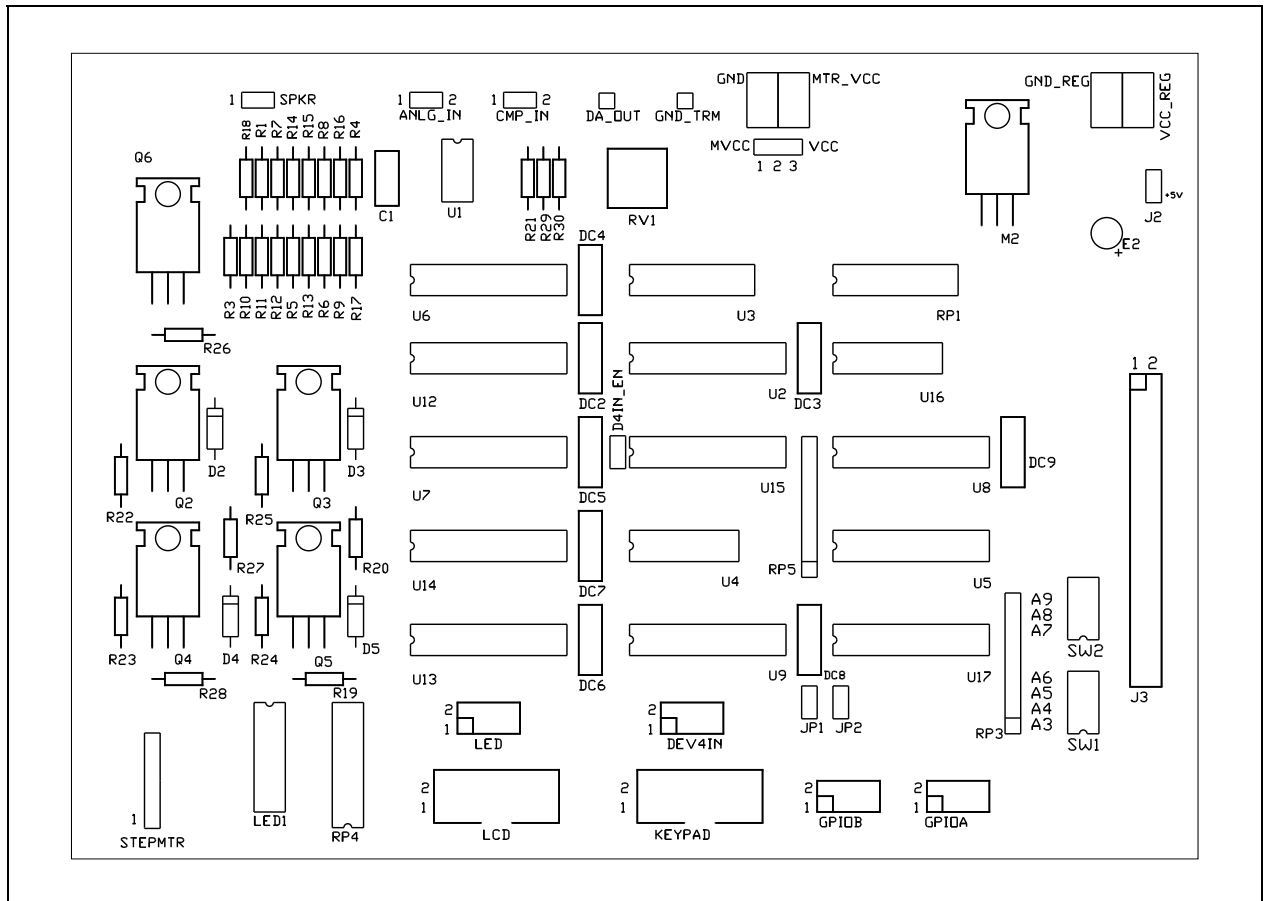 GND MTR_VCC
GND_REG VCC_REG
1 SPKR
1 2
ANLG_IN
1 2
CMP_IN
DA_OUT
GND_TRM
MVCC VCC
1 2 3
Q6
R18 R1 R7 R14 R15 R8 R16 R4
C1
U1
R21 R29 R30
RV1
M2
+5V
J2
E2
+
R3 R10 R11 R12 R5 R13 R6 R9 R17
DC4
U6
U3
RP1
R26
U12
DC2
D4IN_EN
U2
DC3
U16
1 2
D2
D3
Q2
Q3
R22
R25
U7
DC5
U15
U8
DC9
R27
R20
U14
DC7
U4
RP5
U5
A9
A8
A7
SW2
R23
Q4
D4
R24
Q5
D5
R28
R19
U13
DC6
U9
DC8
U17
A6
A5
A4
A3
RP3
SW1
J3
2
1
LED
2
1
DEV4IN
JP1
JP2
1
STEPMTR
LED1
RP4
2
1
LCD
2
1
KEYPAD
2
1
GPIOB
2
1
GPIOA